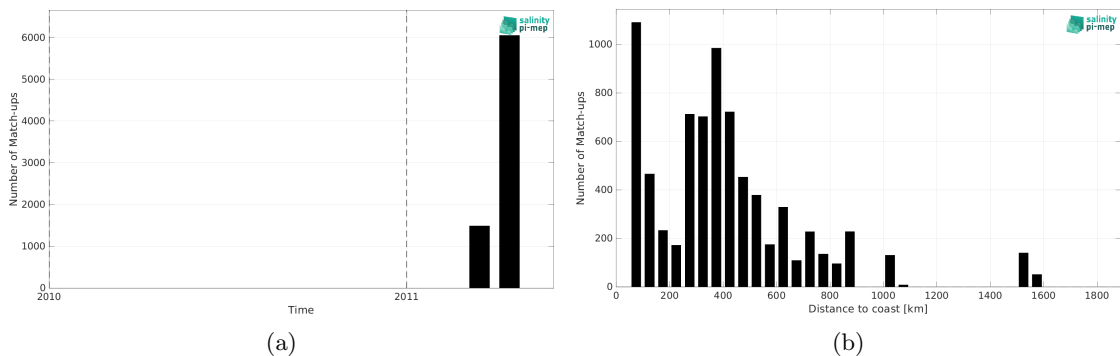 salinity
pi-mep
6000
5000
4000
3000
2000
1000
0
Number of Match-ups
2010
2011
Time
(a)
salinity
pi-mep
1000
800
600
400
200
0
Number of Match-ups
0 200 400 600 800 1000 1200 1400 1600 1800
Distance to coast [km]
(b)